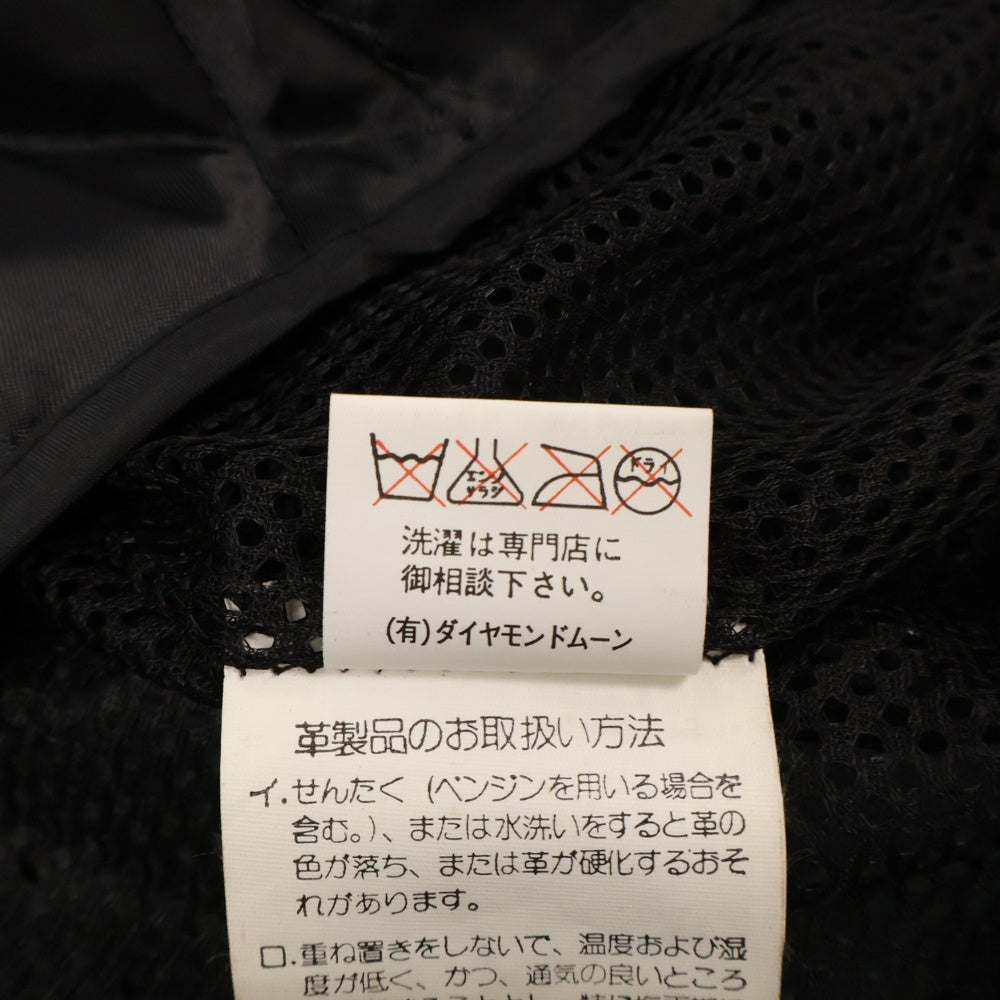 エンソ
サラシ
ドライ
洗濯は専門店に
御相談下さい。
(有)ダイヤモンドムーン
革製品のお取扱い方法
イ.せんたく (ベンジンを用いる場合を
含む。)、または水洗いをすると革の
色が落ち、または革が硬化するおそ
れがあります。
ロ.重ね置きをしないで、温度および湿
度が低く、かつ、通気の良いところ